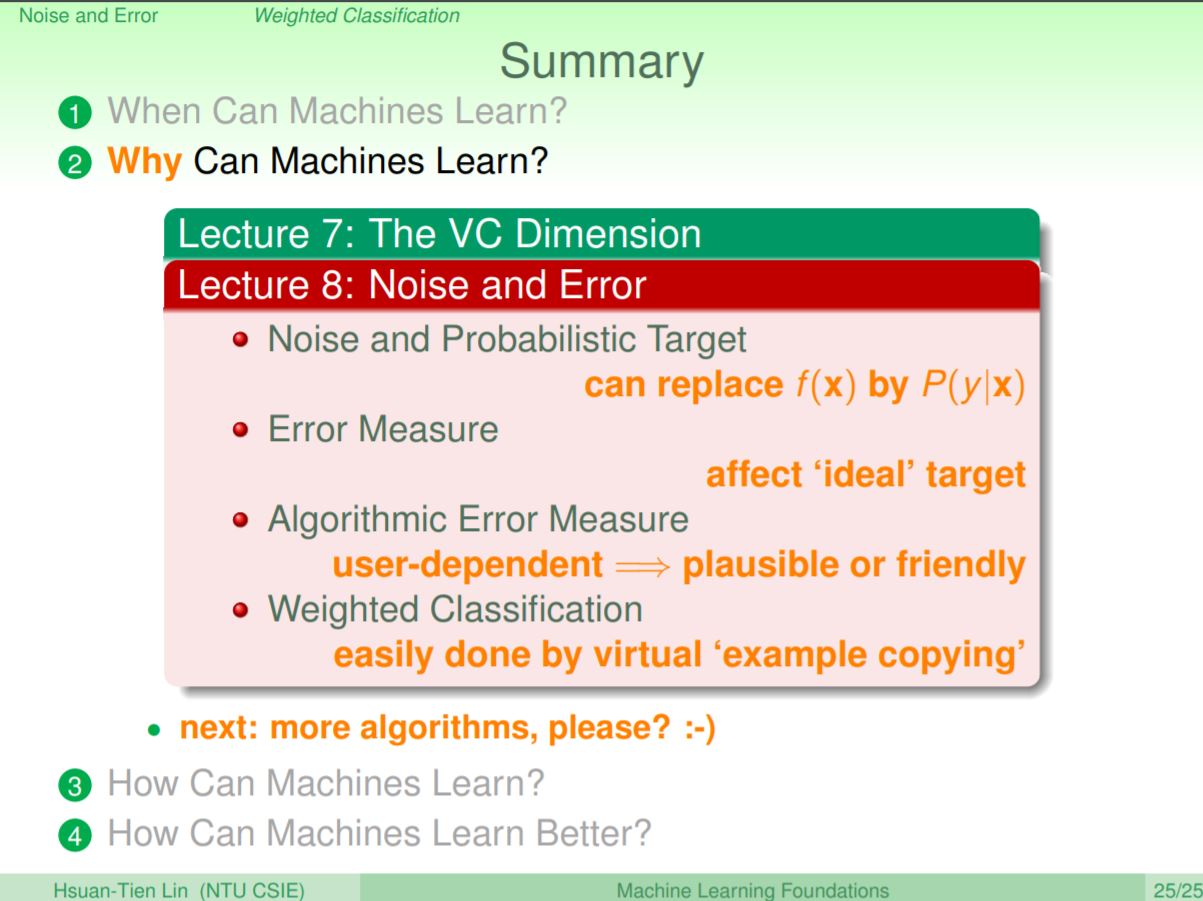 Noise and Error Weighted Classification
Summary
1 When Can Machines Learn?
2 Why Can Machines Learn?
Lecture 7: The VC Dimension
Lecture 8: Noise and Error
Noise and Probabilistic Target
can replace f(x) by P(y|x)
Error Measure
affect ‘ideal’ target
Algorithmic Error Measure
user-dependent ⟹ plausible or friendly
Weighted Classification
easily done by virtual ‘example copying’
• next: more algorithms, please? :-)
3 How Can Machines Learn?
4 How Can Machines Learn Better?
Hsuan-Tien Lin (NTU CSIE) Machine Learning Foundations 25/25